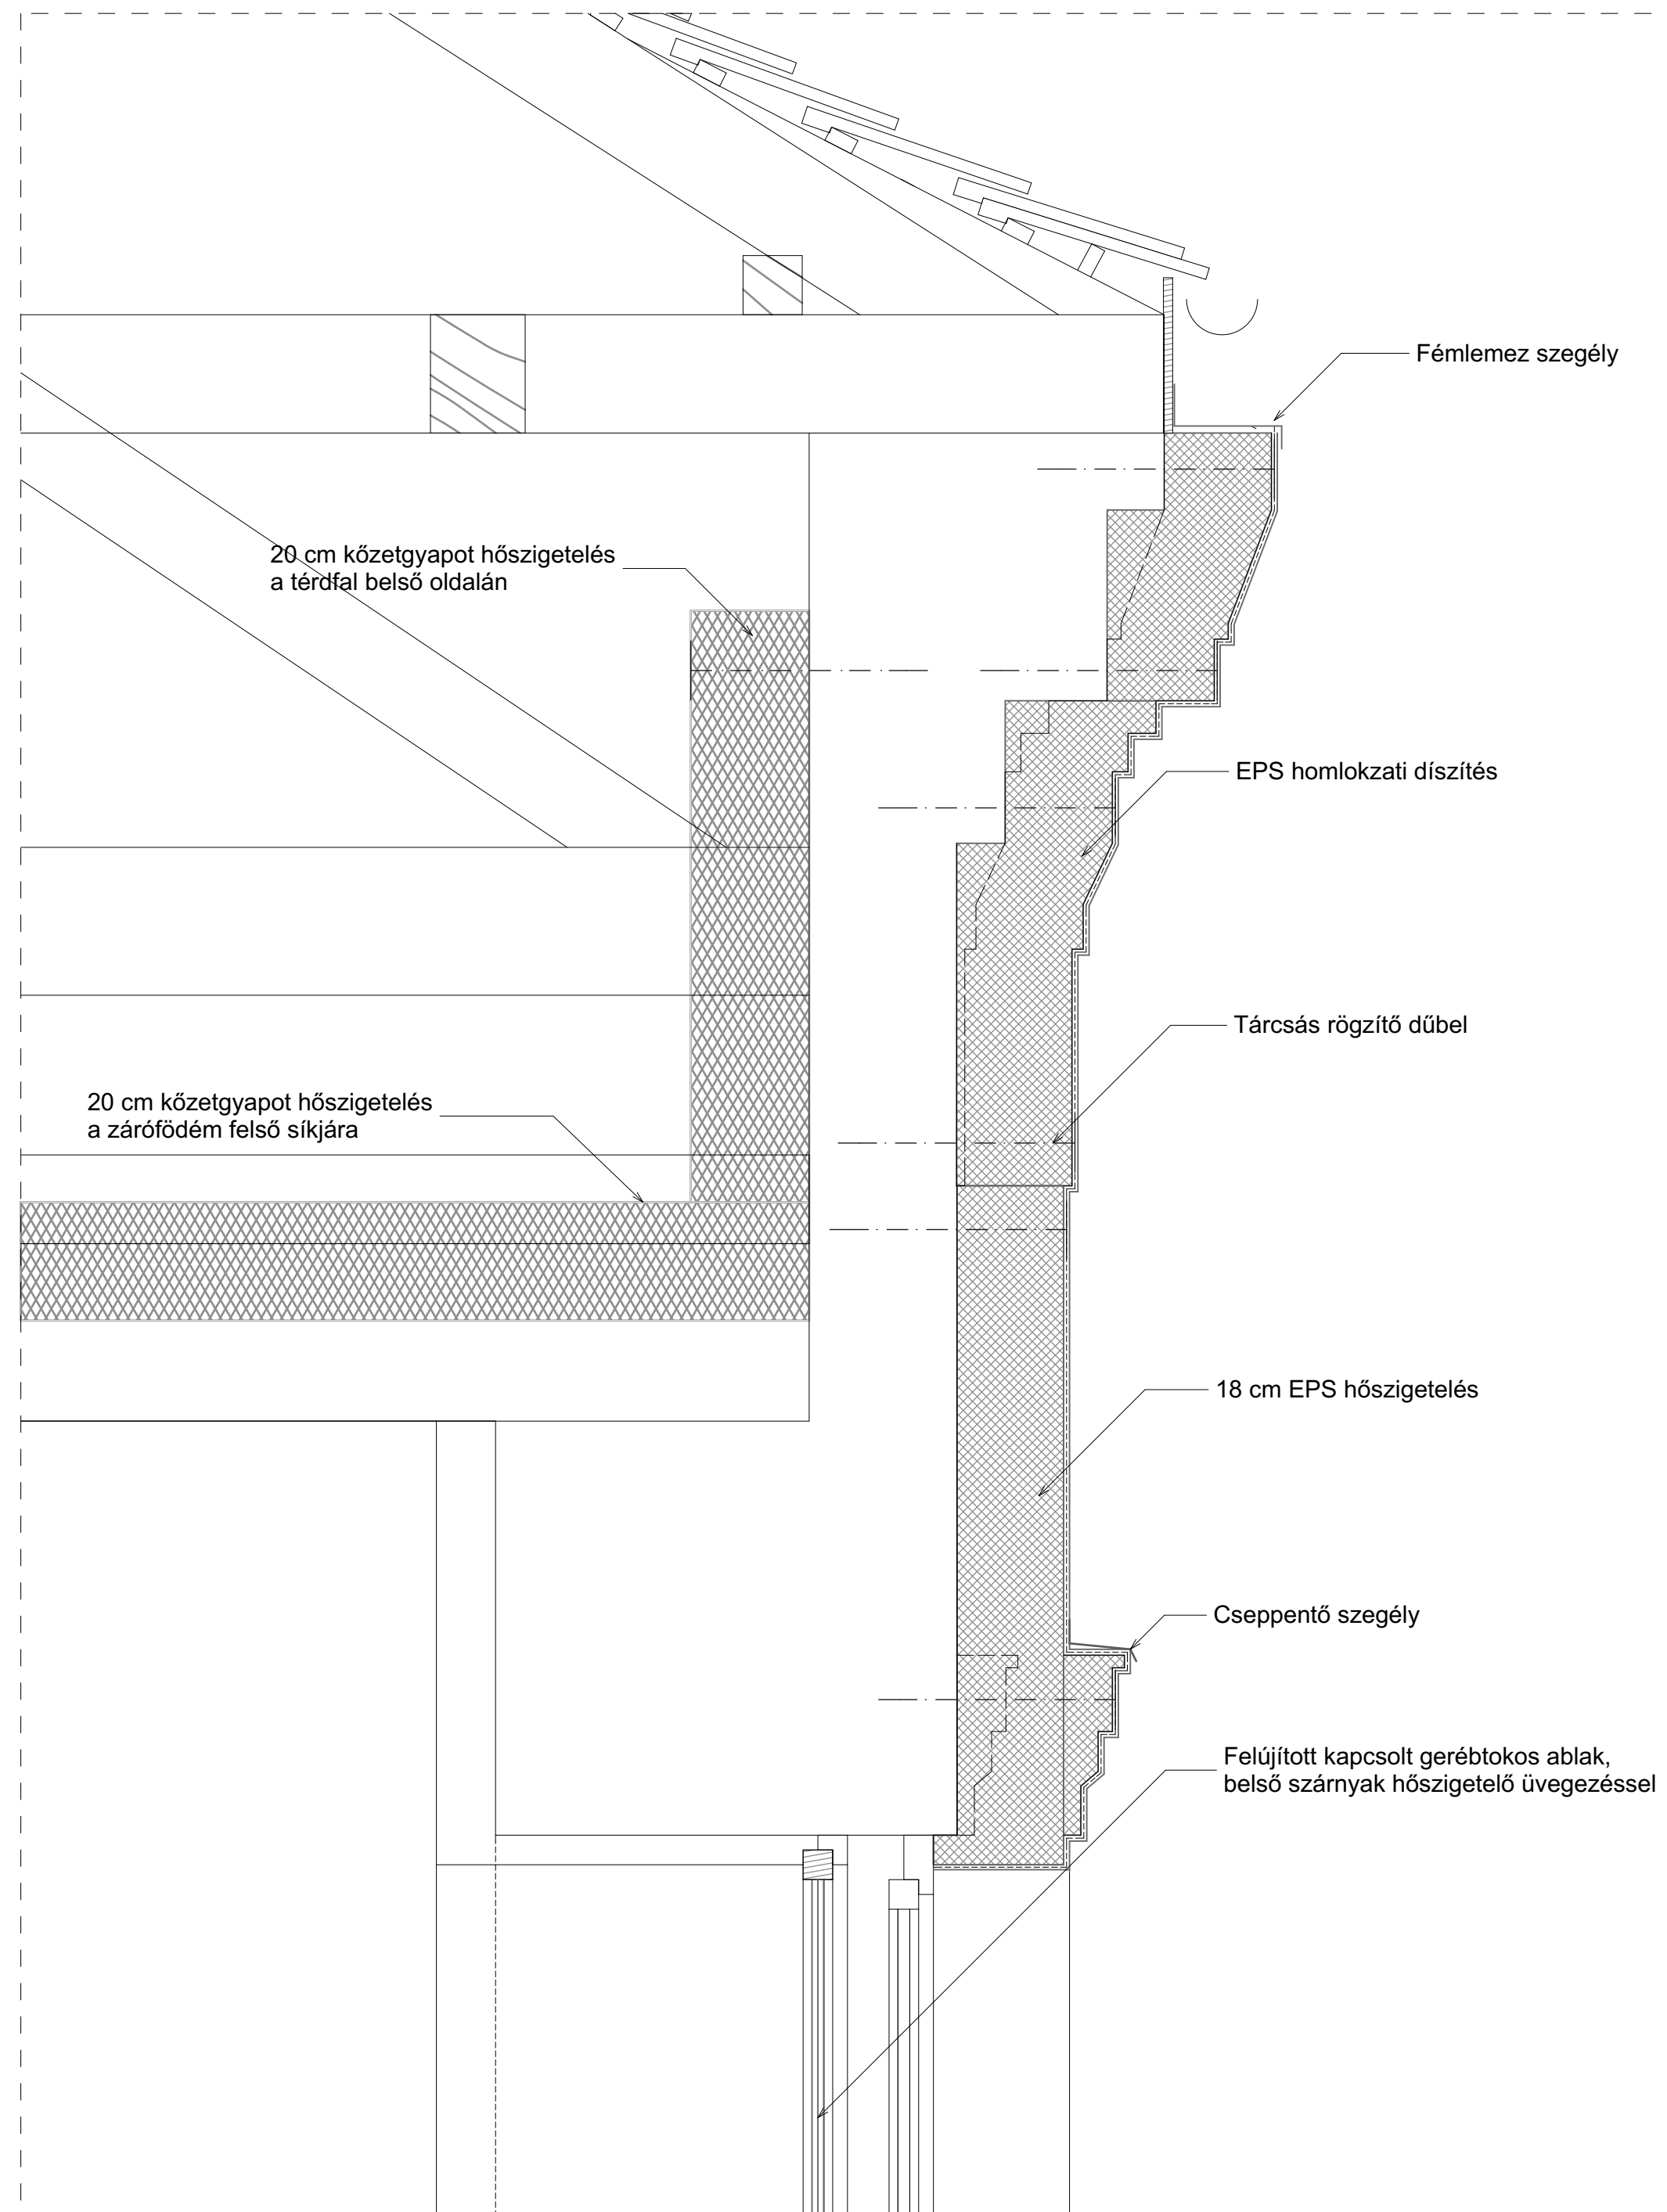 Fémlemez szegély
20 cm kőzetgyapot hőszigetelés
a térdfal belső oldalán
EPS homlokzati díszítés
Tárcsás rögzítő dűbel
20 cm kőzetgyapot hőszigetelés
a zárófödém felső síkjára
18 cm EPS hőszigetelés
Cseppentő szegély
Felújított kapcsolt gerébtokos ablak,
belső szárnyak hőszigetelő üvegezéssel